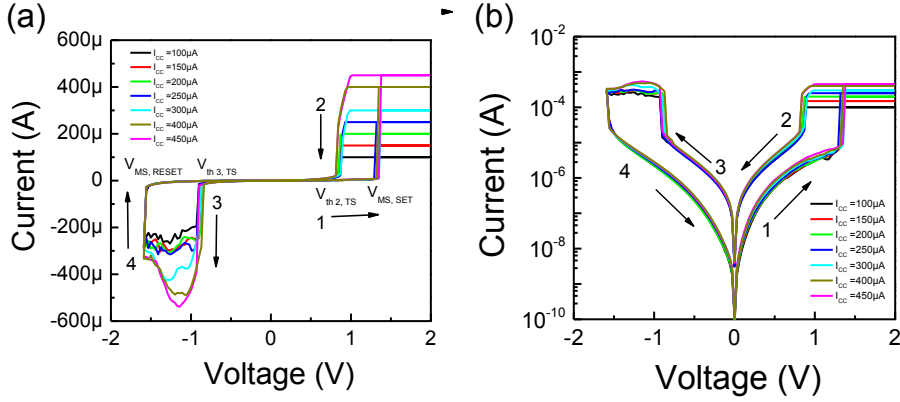 (a)
600µ
400µ
200µ
0
-200µ
-400µ
-600µ
Current (A)
-2 -1 0 1 2
Voltage (V)
I_CC =100µA
I_CC =150µA
I_CC =200µA
I_CC =250µA
I_CC =300µA
I_CC =400µA
I_CC =450µA
2
V_MS, RESET
V_th 3, TS
V_th 2, TS
V_MS, SET
1
3
4
(b)
10^-2
10^-4
10^-6
10^-8
10^-10
Current (A)
-2 -1 0 1 2
Voltage (V)
2
3
4
1
I_CC =100µA
I_CC =150µA
I_CC =200µA
I_CC =250µA
I_CC =300µA
I_CC =400µA
I_CC =450µA